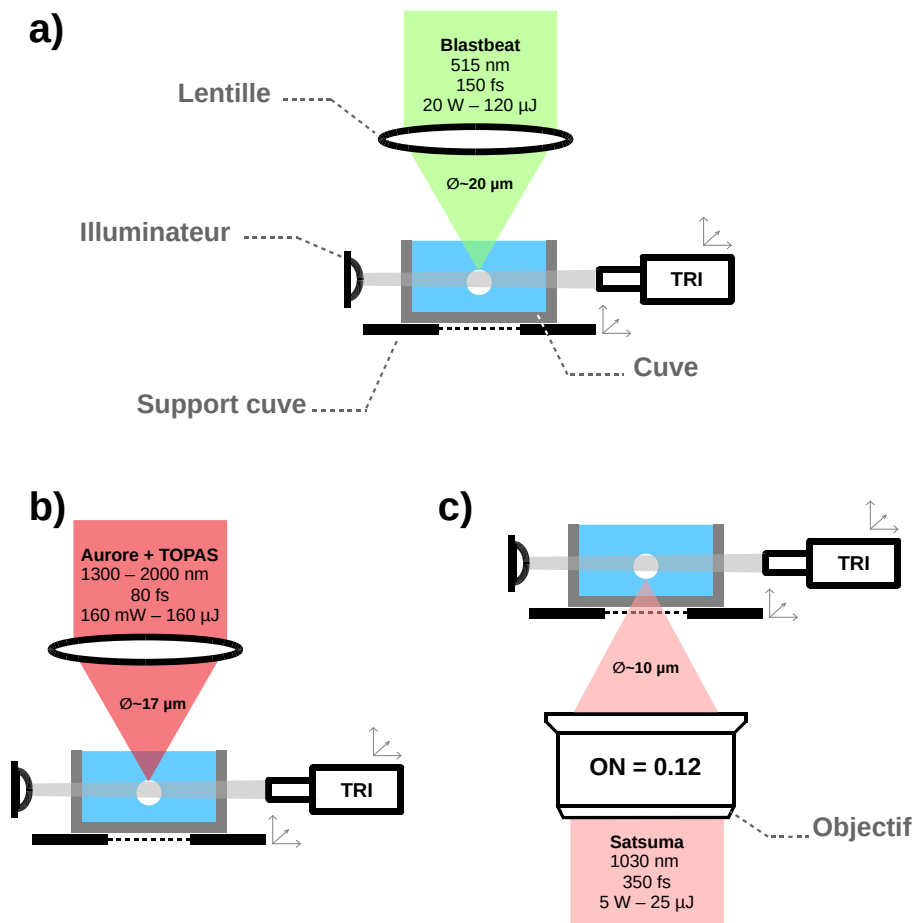 a)
Blastbeat
515 nm
150 fs
20 W – 120 µJ
Lentille
∅~20 µm
Illuminateur
TRI
Cuve
Support cuve
b)
Aurore + TOPAS
1300 – 2000 nm
80 fs
160 mW – 160 µJ
∅~17 µm
TRI
c)
TRI
∅~10 µm
ON = 0.12
Objectif
Satsuma
1030 nm
350 fs
5 W – 25 µJ